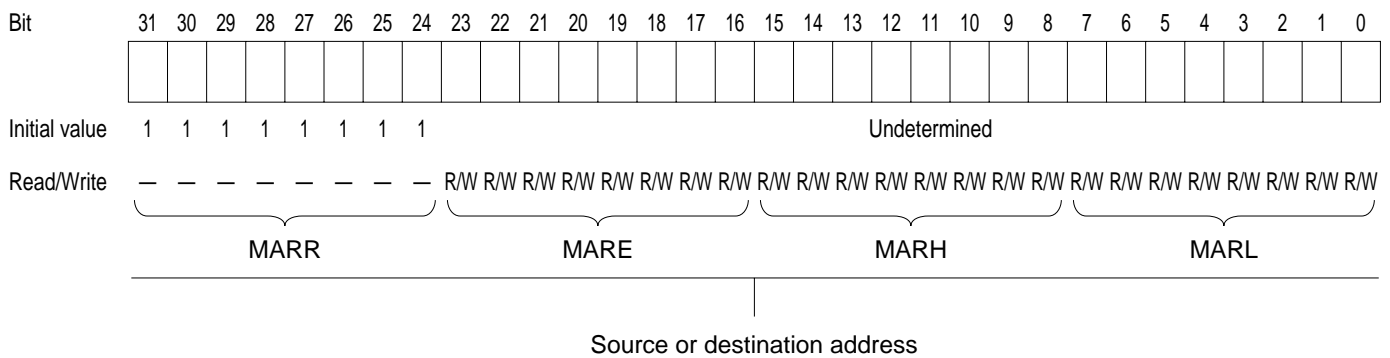 Bit 31 30 29 28 27 26 25 24 23 22 21 20 19 18 17 16 15 14 13 12 11 10 9 8 7 6 5 4 3 2 1 0
Initial value 1 1 1 1 1 1 1 1 Undetermined
Read/Write — — — — — — — — R/W R/W R/W R/W R/W R/W R/W R/W R/W R/W R/W R/W R/W R/W R/W R/W R/W R/W R/W R/W R/W R/W R/W R/W
MARR MARE MARH MARL
Source or destination address